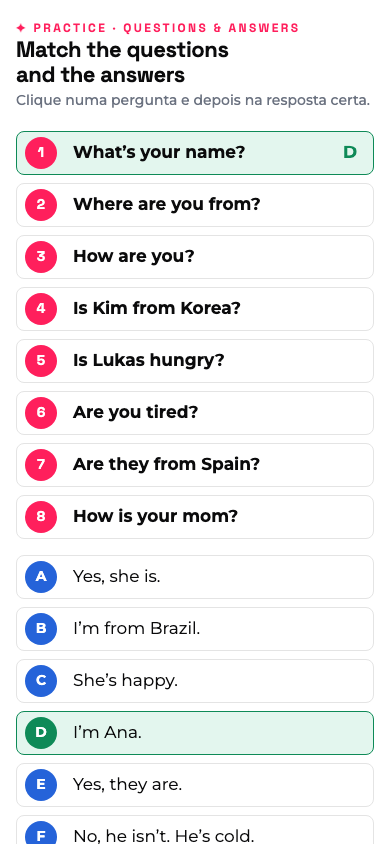 ✦ PRACTICE · QUESTIONS & ANSWERS
Match the questions
and the answers
Clique numa pergunta e depois na resposta certa.
1 What's your name? D
2 Where are you from?
3 How are you?
4 Is Kim from Korea?
5 Is Lukas hungry?
6 Are you tired?
7 Are they from Spain?
8 How is your mom?
A Yes, she is.
B I'm from Brazil.
C She's happy.
D I'm Ana.
E Yes, they are.
F No, he isn't. He's cold.